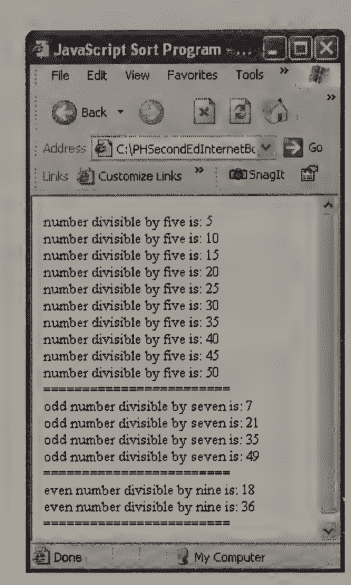 JavaScript Sort Program - ...
File Edit View Favorites Tools »
Back »
Address C:\PHSecondEdInternetBo Go
Links Customize Links » SnagIt
number divisible by five is: 5
number divisible by five is: 10
number divisible by five is: 15
number divisible by five is: 20
number divisible by five is: 25
number divisible by five is: 30
number divisible by five is: 35
number divisible by five is: 40
number divisible by five is: 45
number divisible by five is: 50
========================
odd number divisible by seven is: 7
odd number divisible by seven is: 21
odd number divisible by seven is: 35
odd number divisible by seven is: 49
========================
even number divisible by nine is: 18
even number divisible by nine is: 36
========================
Done My Computer